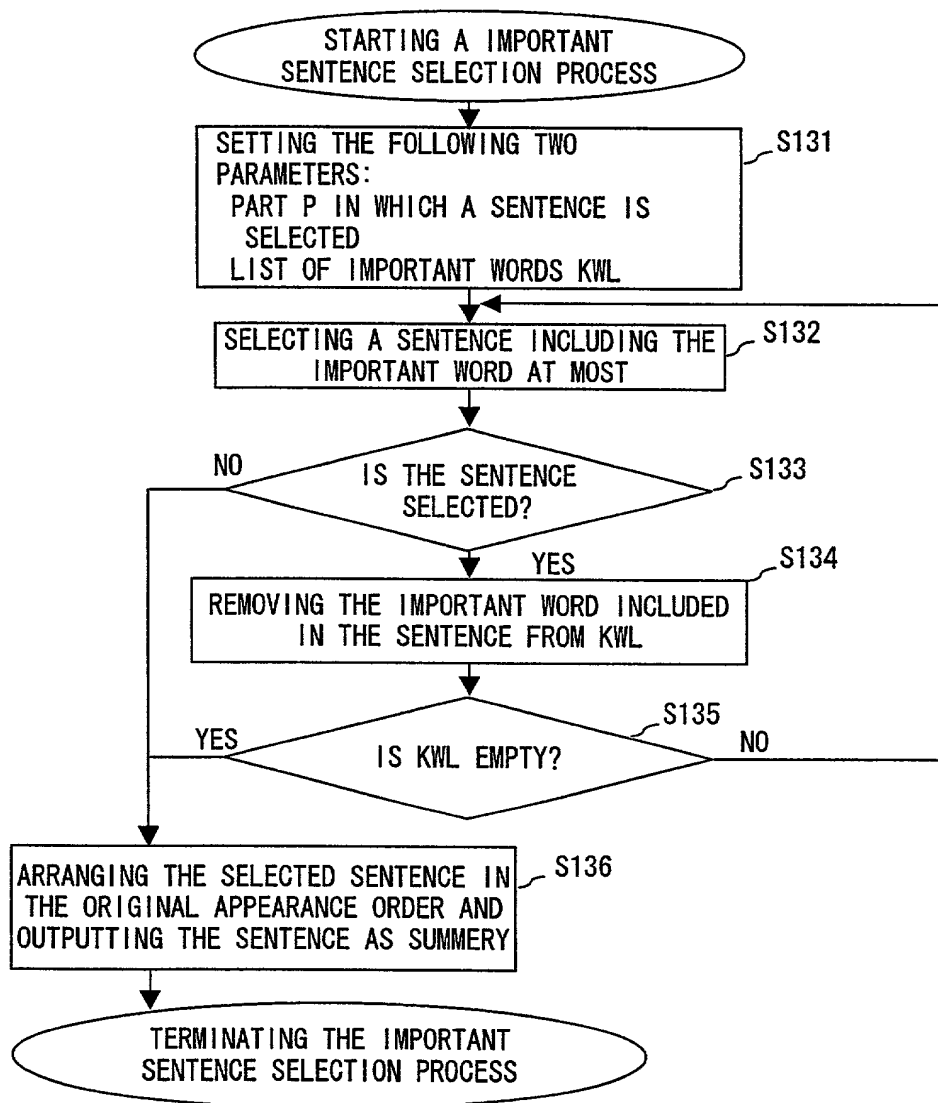 STARTING A IMPORTANT
SENTENCE SELECTION PROCESS
SETTING THE FOLLOWING TWO
PARAMETERS:
PART P IN WHICH A SENTENCE IS
SELECTED
LIST OF IMPORTANT WORDS KWL
S131
SELECTING A SENTENCE INCLUDING THE
IMPORTANT WORD AT MOST
S132
IS THE SENTENCE
SELECTED?
S133
NO
YES
REMOVING THE IMPORTANT WORD INCLUDED
IN THE SENTENCE FROM KWL
S134
IS KWL EMPTY?
S135
YES
NO
ARRANGING THE SELECTED SENTENCE IN
THE ORIGINAL APPEARANCE ORDER AND
OUTPUTTING THE SENTENCE AS SUMMERY
S136
TERMINATING THE IMPORTANT
SENTENCE SELECTION PROCESS